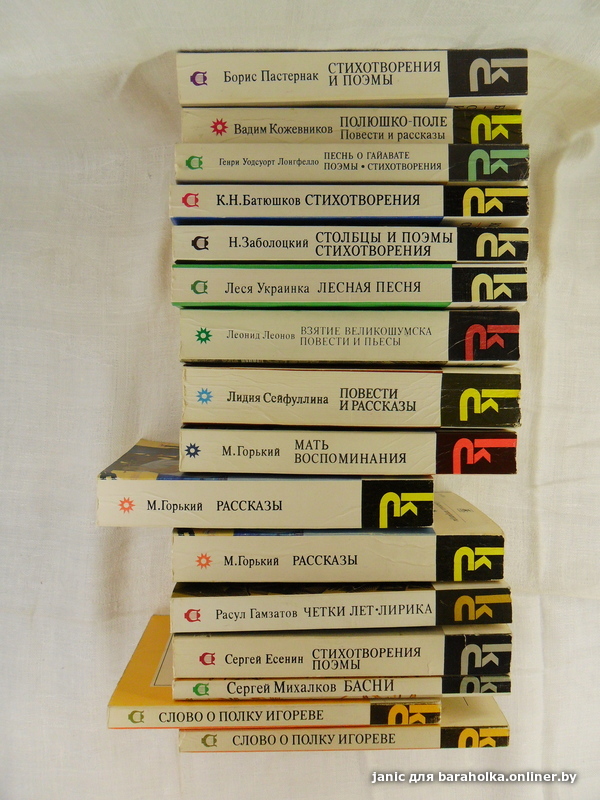 Борис Пастернак СТИХОТВОРЕНИЯ
И ПОЭМЫ
Вадим Кожевников ПОЛЮШКО-ПОЛЕ
Повести и рассказы
Генри Уодсуорт Лонгфелло ПЕСНЬ О ГАЙАВАТЕ
ПОЭМЫ • СТИХОТВОРЕНИЯ
К.Н.Батюшков СТИХОТВОРЕНИЯ
Н.Заболоцкий СТОЛБЦЫ И ПОЭМЫ
СТИХОТВОРЕНИЯ
Леся Украинка ЛЕСНАЯ ПЕСНЯ
Леонид Леонов ВЗЯТИЕ ВЕЛИКОШУМСКА
ПОВЕСТИ И ПЬЕСЫ
Лидия Сейфуллина ПОВЕСТИ
И РАССКАЗЫ
М.Горький МАТЬ
ВОСПОМИНАНИЯ
М.Горький РАССКАЗЫ
М.Горький РАССКАЗЫ
Расул Гамзатов ЧЕТКИ ЛЕТ•ЛИРИКА
Сергей Есенин СТИХОТВОРЕНИЯ
ПОЭМЫ
Сергей Михалков БАСНИ
СЛОВО О ПОЛКУ ИГОРЕВЕ
СЛОВО О ПОЛКУ ИГОРЕВЕ
janic для baraholka.onliner.by